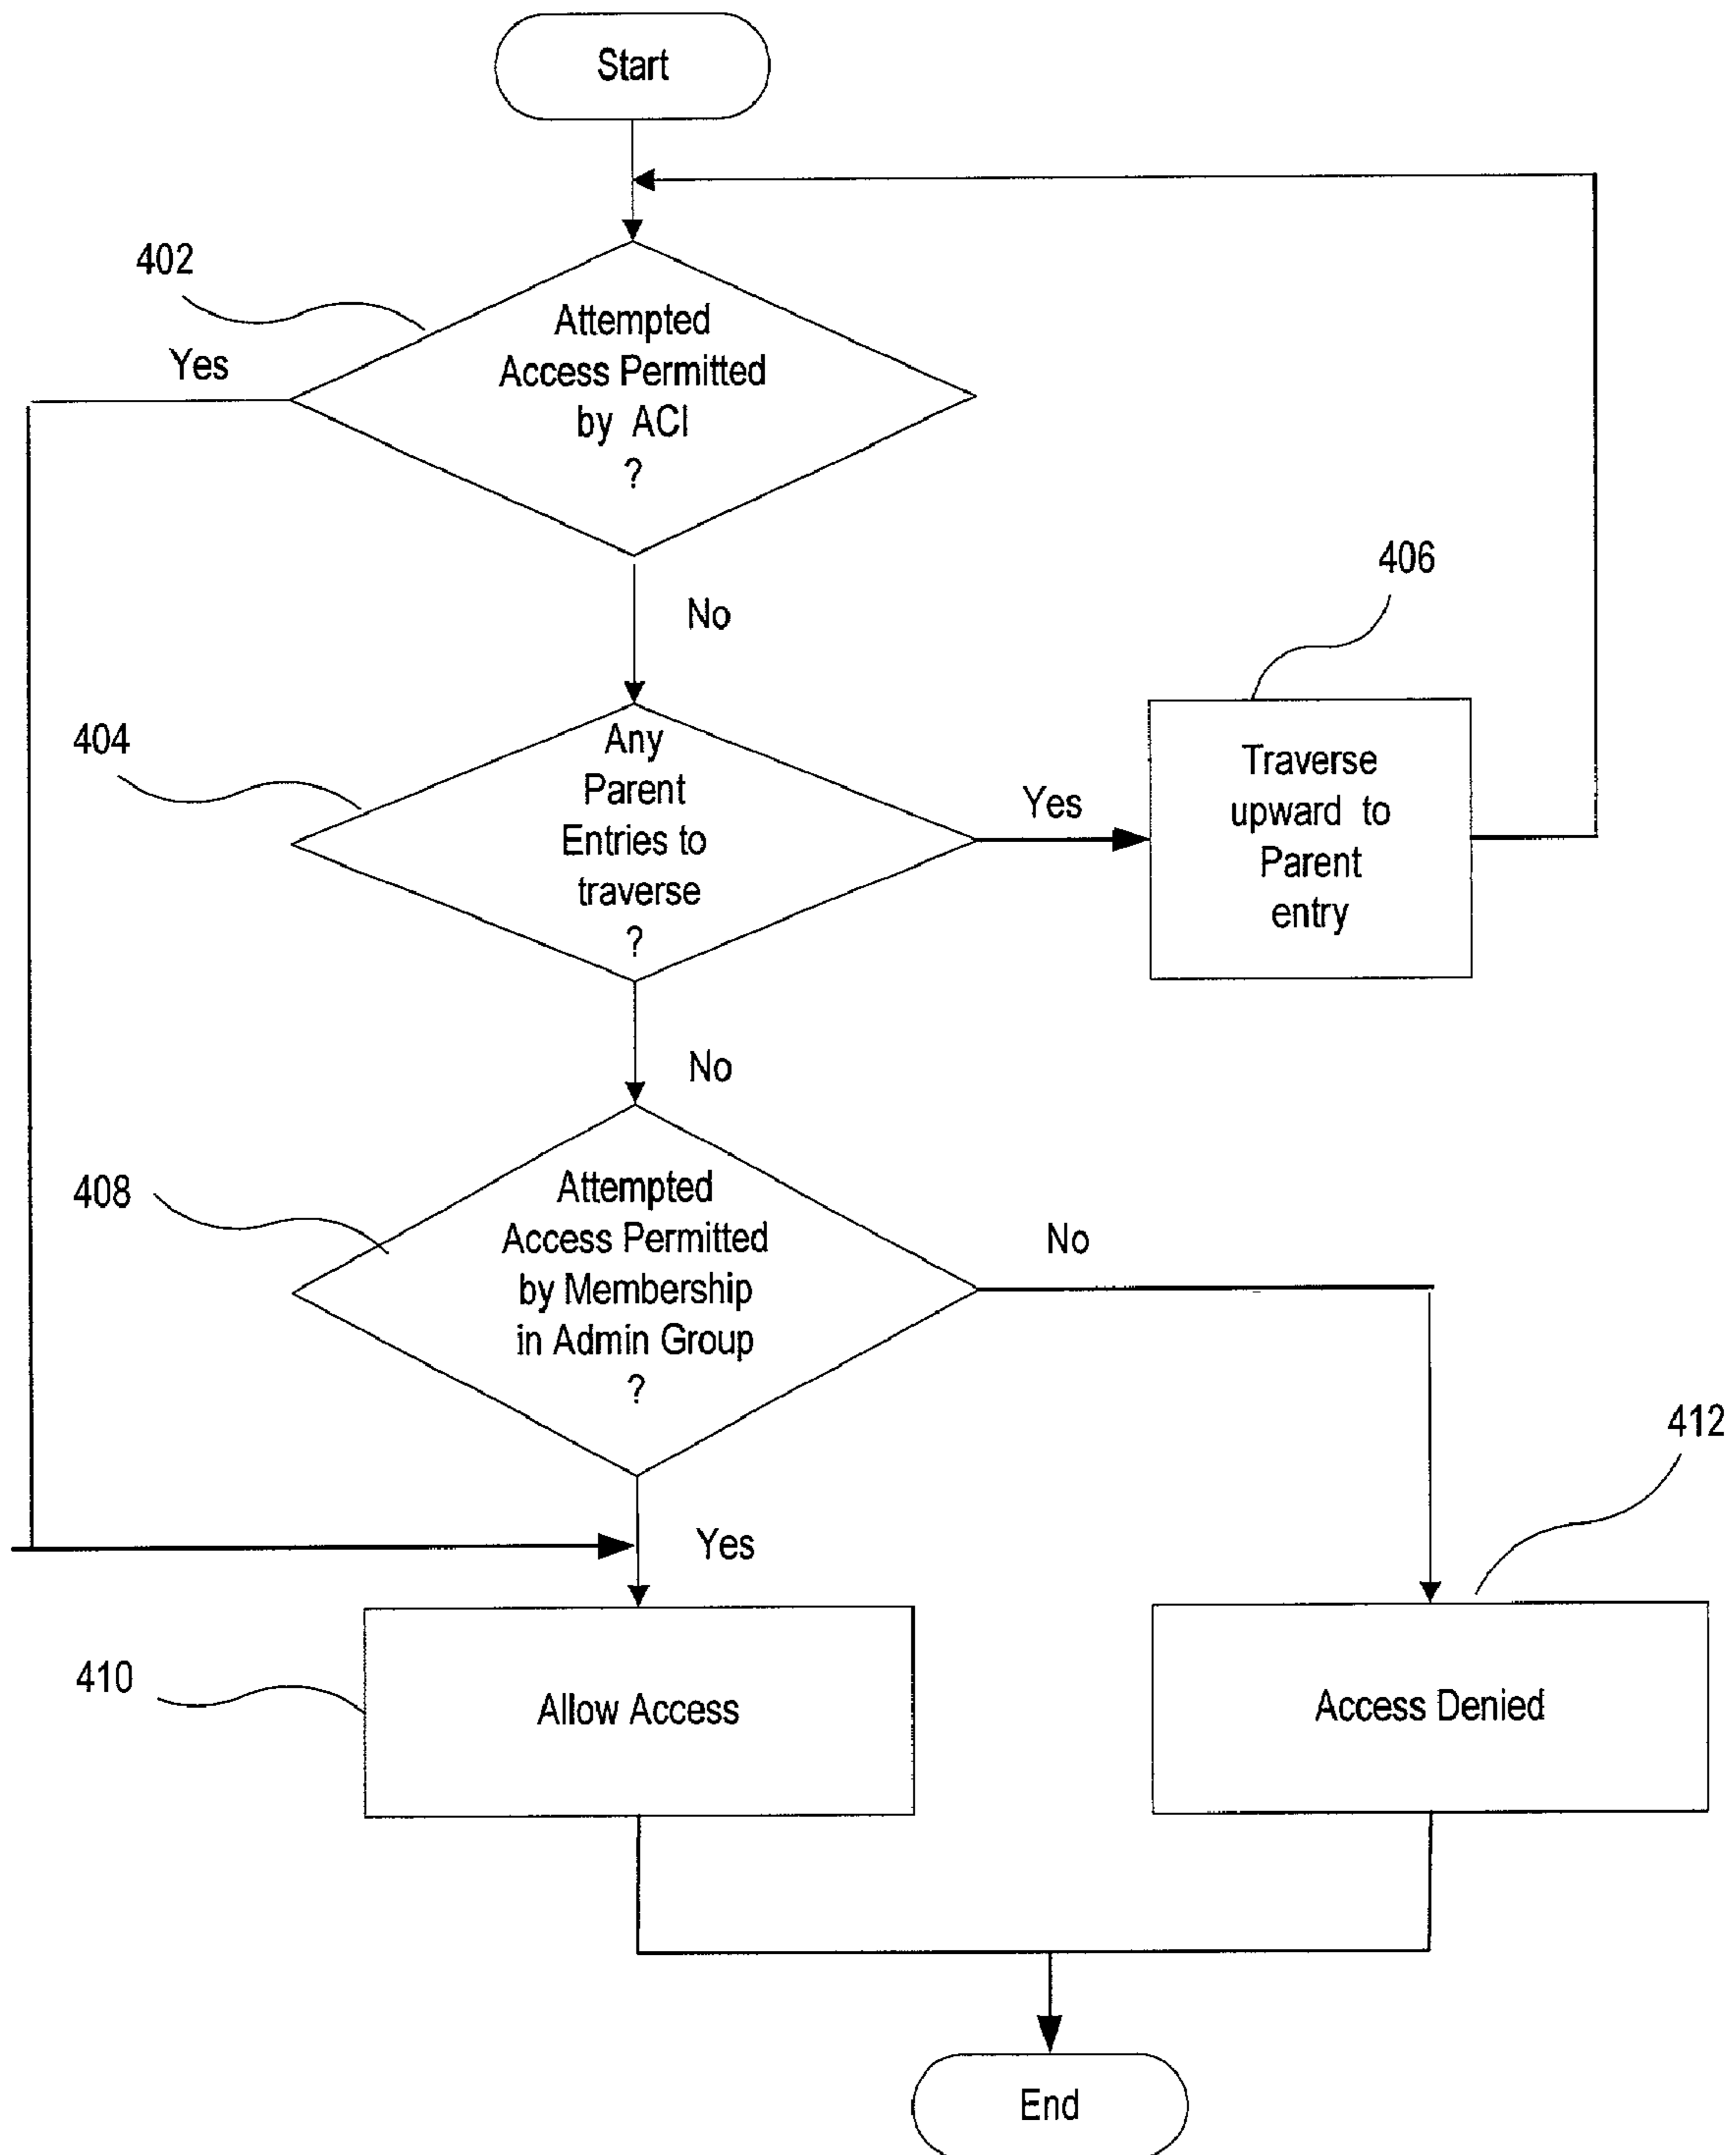 Start
402
Yes
Attempted
Access Permitted
by ACI
?
No
406
404
Any
Parent
Entries to
traverse
?
Yes
Traverse
upward to
Parent
entry
No
408
Attempted
Access Permitted
by Membership
in Admin Group
?
No
412
Yes
410
Allow Access
Access Denied
End